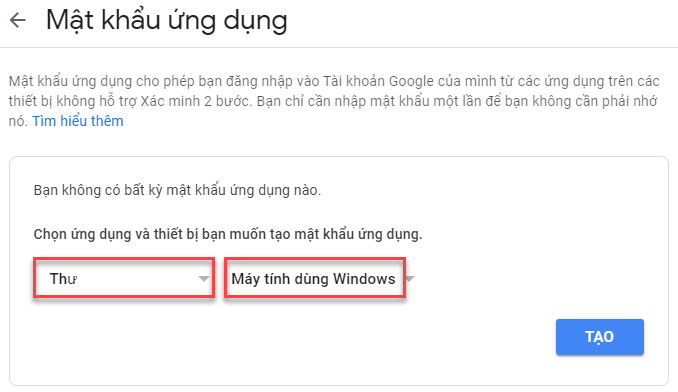 Mật khẩu ứng dụng
Mật khẩu ứng dụng cho phép bạn đăng nhập vào Tài khoản Google của mình từ các ứng dụng trên các
thiết bị không hỗ trợ Xác minh 2 bước. Bạn chỉ cần nhập mật khẩu một lần để bạn không cần phải nhớ
nó. Tìm hiểu thêm
Bạn không có bất kỳ mật khẩu ứng dụng nào.
Chọn ứng dụng và thiết bị bạn muốn tạo mật khẩu ứng dụng.
Thư Máy tính dùng Windows
TẠO